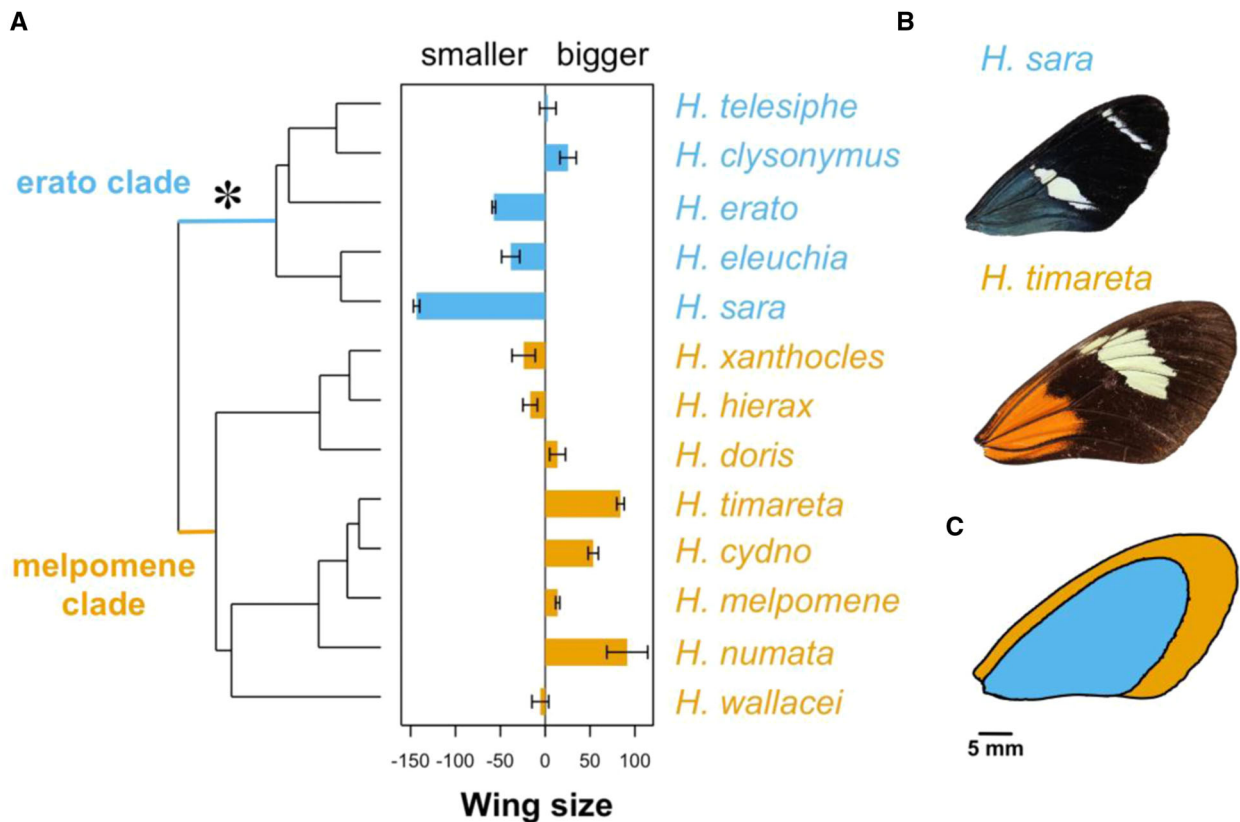 A
smaller bigger
erato clade
*
melpomene
clade
H. telesiphe
H. clysonymus
H. erato
H. eleuchia
H. sara
H. xanthocles
H. hierax
H. doris
H. timareta
H. cydno
H. melpomene
H. numata
H. wallacei
-150 -100 -50 0 50 100
Wing size
B
H. sara
H. timareta
C
5 mm